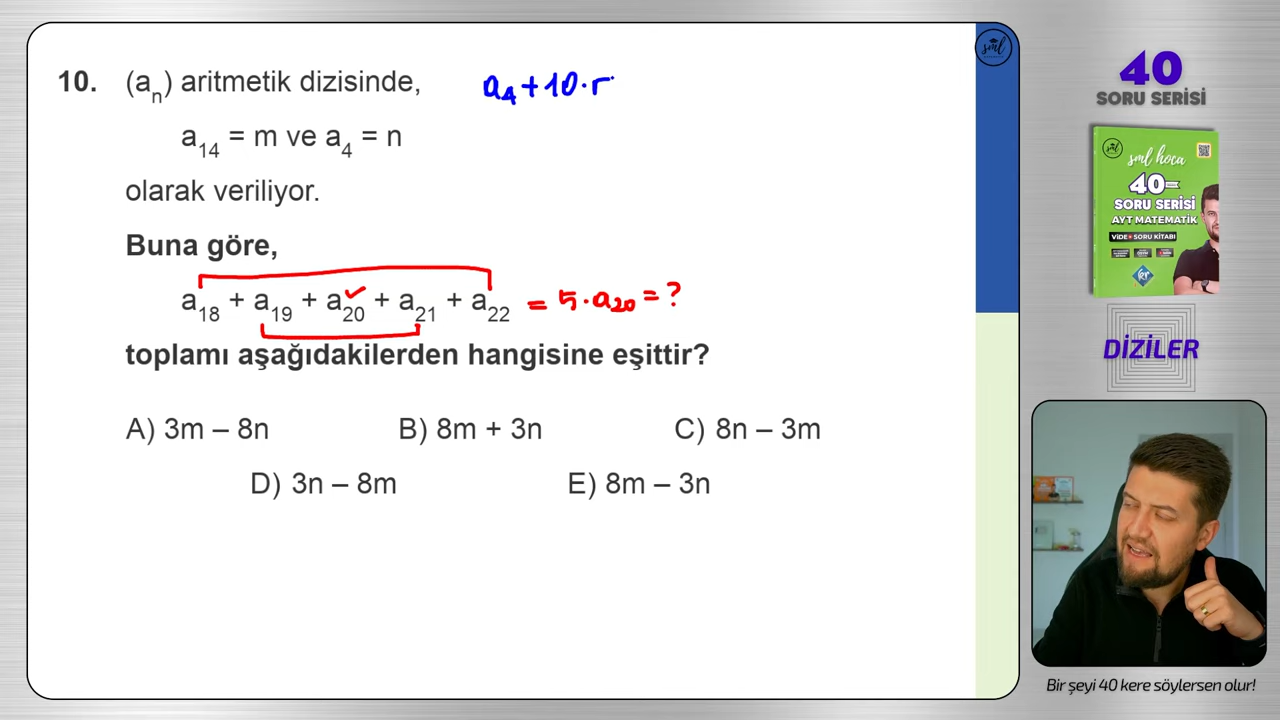 10. (aₙ) aritmetik dizisinde, a₄ + 10 · r
a₁₄ = m ve a₄ = n
olarak veriliyor.
Buna göre,
a₁₈ + a₁₉ + a₂₀ + a₂₁ + a₂₂ = 5 · a₂₀ = ?
toplamı aşağıdakilerden hangisine eşittir?
A) 3m – 8n B) 8m + 3n C) 8n – 3m
D) 3n – 8m E) 8m – 3n
sml
40
SORU SERİSİ
sml hoca
40
SORU SERİSİ
AYT MATEMATİK
VİDEO SORU KİTABI
DİZİLER
Bir şeyi 40 kere söylersen olur!